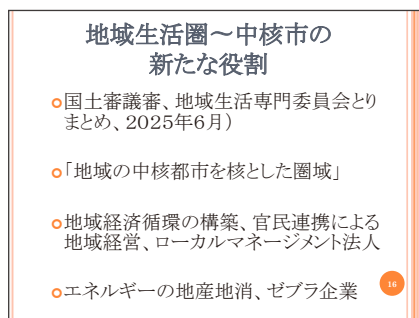 地域生活圏～中核市の
新たな役割
国土審議審、地域生活専門委員会とり
まとめ、2025年6月）
「地域の中核都市を核とした圏域」
地域経済循環の構築、官民連携による
地域経営、ローカルマネージメント法人
エネルギーの地産地消、ゼブラ企業
16